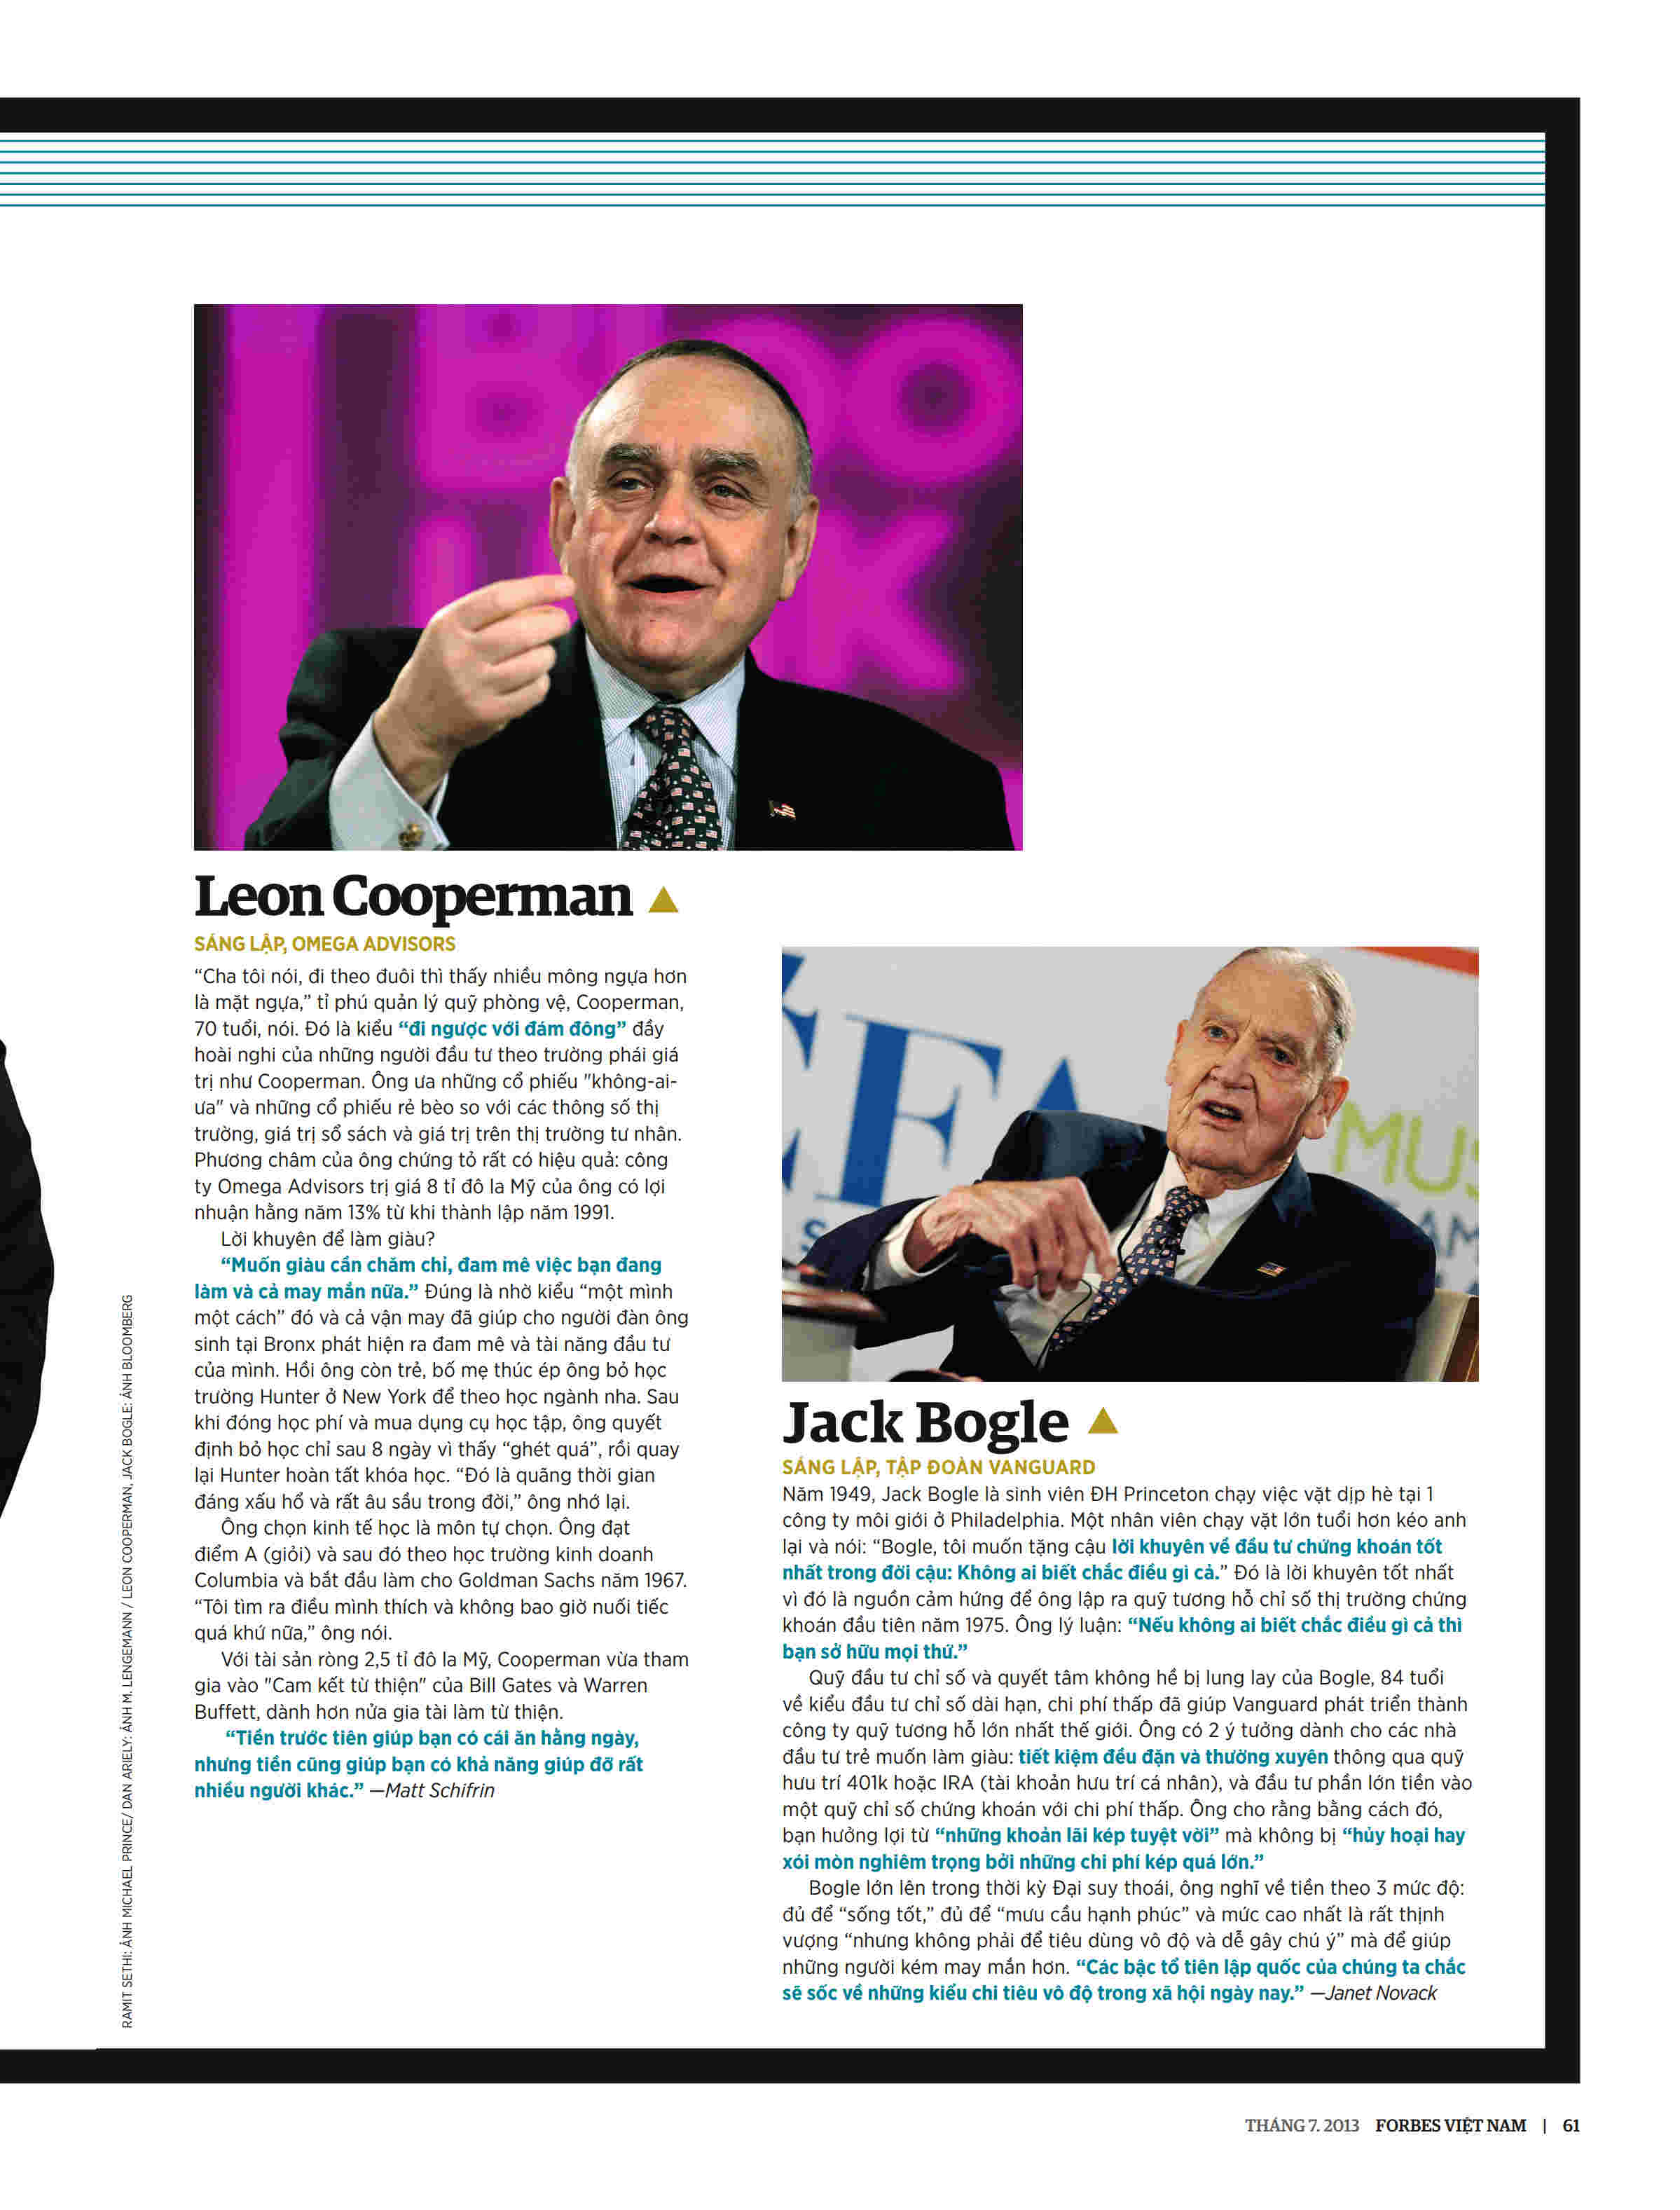 BLOO
LINK
Leon Cooperman
SÁNG LẬP, OMEGA ADVISORS
“Cha tôi nói, đi theo đuôi thì thấy nhiều mông ngựa hơn
là mặt ngựa,” tỉ phú quản lý quỹ phòng vệ, Cooperman,
70 tuổi, nói. Đó là kiểu “đi ngược với đám đông” đầy
hoài nghi của những người đầu tư theo trường phái giá
trị như Cooperman. Ông ưa những cổ phiếu "không-ai-
ưa" và những cổ phiếu rẻ bèo so với các thông số thị
trường, giá trị sổ sách và giá trị trên thị trường tư nhân.
Phương châm của ông chứng tỏ rất có hiệu quả: công
ty Omega Advisors trị giá 8 tỉ đô la Mỹ của ông có lợi
nhuận hằng năm 13% từ khi thành lập năm 1991.
Lời khuyên để làm giàu?
“Muốn giàu cần chăm chỉ, đam mê việc bạn đang
làm và cả may mắn nữa.” Đúng là nhờ kiểu “một mình
một cách” đó và cả vận may đã giúp cho người đàn ông
sinh tại Bronx phát hiện ra đam mê và tài năng đầu tư
của mình. Hồi ông còn trẻ, bố mẹ thúc ép ông bỏ học
trường Hunter ở New York để theo học ngành nha. Sau
khi đóng học phí và mua dụng cụ học tập, ông quyết
định bỏ học chỉ sau 8 ngày vì thấy “ghét quá”, rồi quay
lại Hunter hoàn tất khóa học. “Đó là quãng thời gian
đáng xấu hổ và rất âu sầu trong đời,” ông nhớ lại.
Ông chọn kinh tế học là môn tự chọn. Ông đạt
điểm A (giỏi) và sau đó theo học trường kinh doanh
Columbia và bắt đầu làm cho Goldman Sachs năm 1967.
“Tôi tìm ra điều mình thích và không bao giờ nuối tiếc
quá khứ nữa,” ông nói.
Với tài sản ròng 2,5 tỉ đô la Mỹ, Cooperman vừa tham
gia vào "Cam kết từ thiện" của Bill Gates và Warren
Buffett, dành hơn nửa gia tài làm từ thiện.
“Tiền trước tiên giúp bạn có cái ăn hằng ngày,
nhưng tiền cũng giúp bạn có khả năng giúp đỡ rất
nhiều người khác.” —Matt Schifrin
CFA
MUS
Jack Bogle
SÁNG LẬP, TẬP ĐOÀN VANGUARD
Năm 1949, Jack Bogle là sinh viên ĐH Princeton chạy việc vặt dịp hè tại 1
công ty môi giới ở Philadelphia. Một nhân viên chạy vặt lớn tuổi hơn kéo anh
lại và nói: “Bogle, tôi muốn tặng cậu lời khuyên về đầu tư chứng khoán tốt
nhất trong đời cậu: Không ai biết chắc điều gì cả.” Đó là lời khuyên tốt nhất
vì đó là nguồn cảm hứng để ông lập ra quỹ tương hỗ chỉ số thị trường chứng
khoán đầu tiên năm 1975. Ông lý luận: “Nếu không ai biết chắc điều gì cả thì
bạn sở hữu mọi thứ.”
Quỹ đầu tư chỉ số và quyết tâm không hề bị lung lay của Bogle, 84 tuổi
về kiểu đầu tư chỉ số dài hạn, chi phí thấp đã giúp Vanguard phát triển thành
công ty quỹ tương hỗ lớn nhất thế giới. Ông có 2 ý tưởng dành cho các nhà
đầu tư trẻ muốn làm giàu: tiết kiệm đều đặn và thường xuyên thông qua quỹ
hưu trí 401k hoặc IRA (tài khoản hưu trí cá nhân), và đầu tư phần lớn tiền vào
một quỹ chỉ số chứng khoán với chi phí thấp. Ông cho rằng bằng cách đó,
bạn hưởng lợi từ “những khoản lãi kép tuyệt vời” mà không bị “hủy hoại hay
xói mòn nghiêm trọng bởi những chi phí kép quá lớn.”
Bogle lớn lên trong thời kỳ Đại suy thoái, ông nghĩ về tiền theo 3 mức độ:
đủ để “sống tốt,” đủ để “mưu cầu hạnh phúc” và mức cao nhất là rất thịnh
vượng “nhưng không phải để tiêu dùng vô độ và dễ gây chú ý” mà để giúp
những người kém may mắn hơn. “Các bậc tổ tiên lập quốc của chúng ta chắc
sẽ sốc về những kiểu chi tiêu vô độ trong xã hội ngày nay.” —Janet Novack
RAMIT SETHI: ẢNH MICHAEL PRINCE/ DAN ARIELY: ẢNH M. LENGEMANN / LEON COOPERMAN, JACK BOGLE: ẢNH BLOOMBERG
THÁNG 7. 2013 FORBES VIỆT NAM | 61